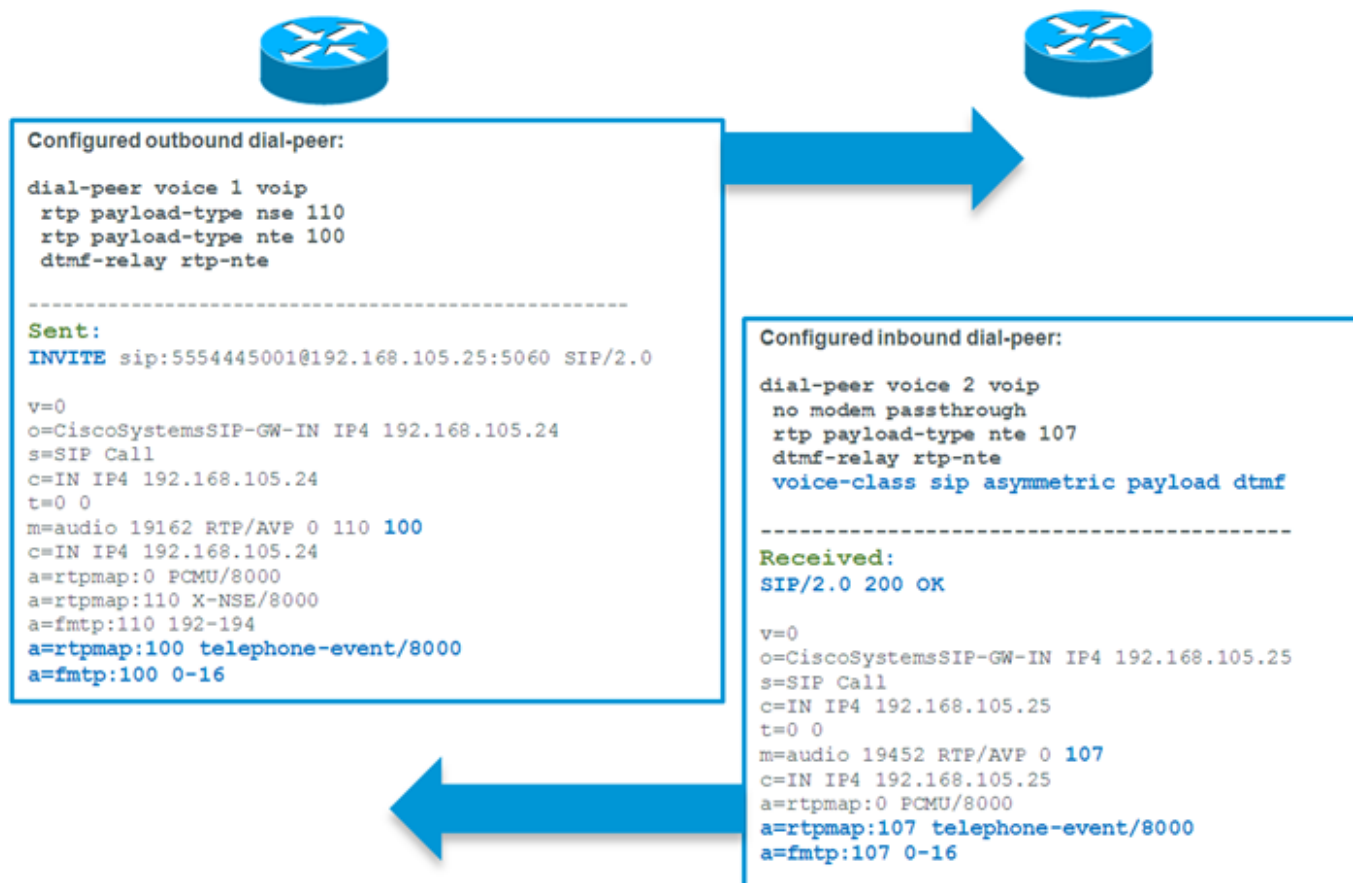 Configured outbound dial-peer:
dial-peer voice 1 voip
rtp payload-type nse 110
rtp payload-type nte 100
dtmf-relay rtp-nte
-----------------------------------------------------
Sent:
INVITE sip:5554445001@192.168.105.25:5060 SIP/2.0
v=0
o=CiscoSystemsSIP-GW-IN IP4 192.168.105.24
s=SIP Call
c=IN IP4 192.168.105.24
t=0 0
m=audio 19162 RTP/AVP 0 110 100
c=IN IP4 192.168.105.24
a=rtpmap:0 PCMU/8000
a=rtpmap:110 X-NSE/8000
a=fmtp:110 192-194
a=rtpmap:100 telephone-event/8000
a=fmtp:100 0-16
Configured inbound dial-peer:
dial-peer voice 2 voip
no modem passthrough
rtp payload-type nte 107
dtmf-relay rtp-nte
voice-class sip asymmetric payload dtmf
-----------------------------------------
Received:
SIP/2.0 200 OK
v=0
o=CiscoSystemsSIP-GW-IN IP4 192.168.105.25
s=SIP Call
c=IN IP4 192.168.105.25
t=0 0
m=audio 19452 RTP/AVP 0 107
c=IN IP4 192.168.105.25
a=rtpmap:0 PCMU/8000
a=rtpmap:107 telephone-event/8000
a=fmtp:107 0-16